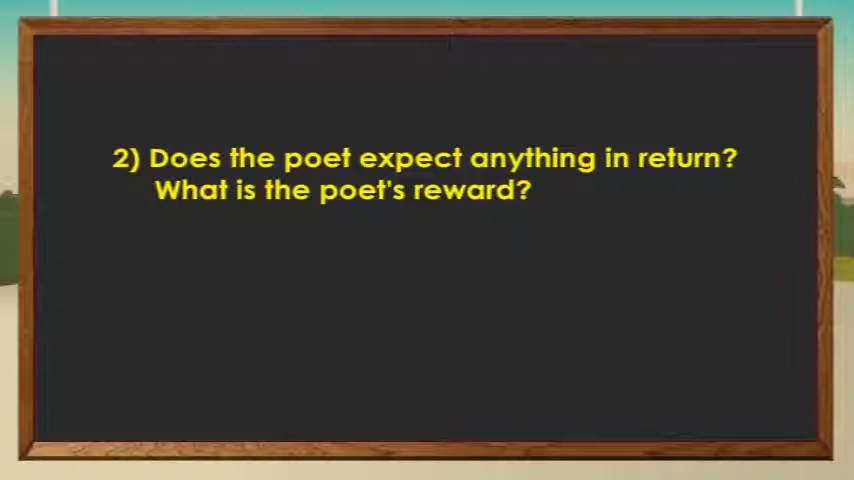 2) Does the poet expect anything in return?
What is the poet's reward?